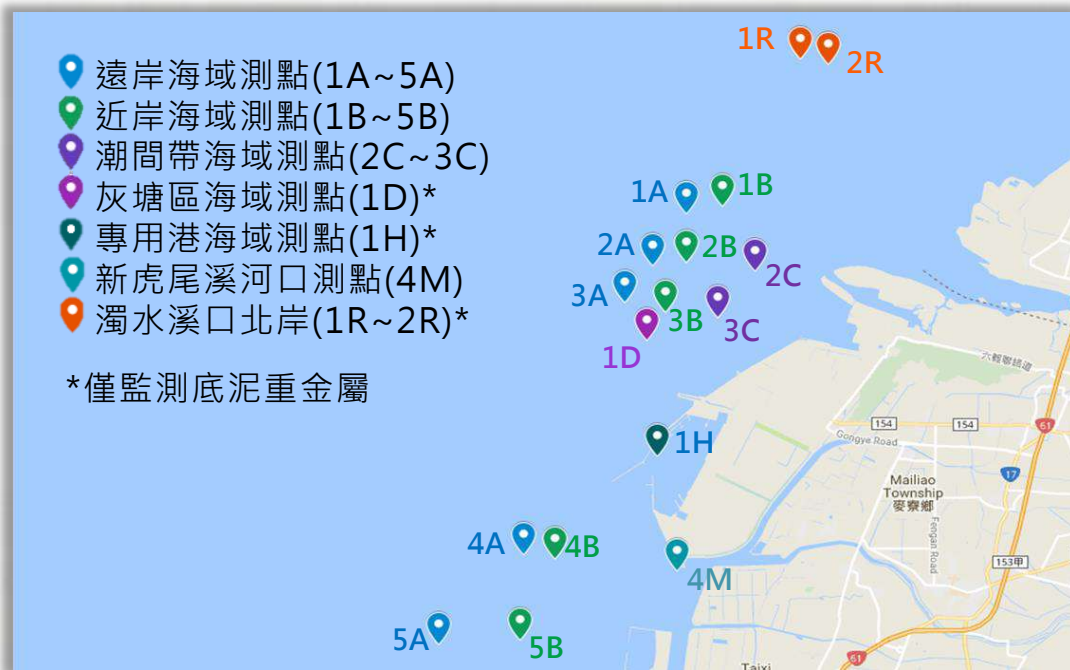 遠岸海域測點(1A~5A)
近岸海域測點(1B~5B)
潮間帶海域測點(2C~3C)
灰塘區海域測點(1D)*
專用港海域測點(1H)*
新虎尾溪河口測點(4M)
濁水溪口北岸(1R~2R)*
*僅監測底泥重金屬
1R
2R
1A
1B
2A
2B
2C
3A
3B
3C
1D
六輕聯絡道
154
154
61
Gongye Road
1H
17
Mailiao
Township
麥寮鄉
Fengan Road
4A
4B
4M
153甲
5A
5B
61
Taixi